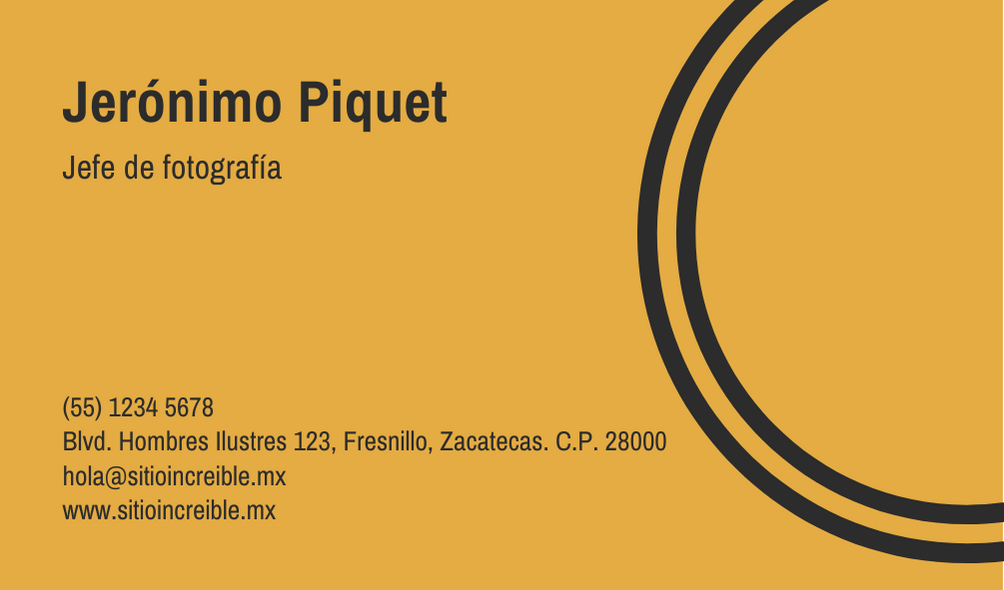 Jerónimo Piquet
Jefe de fotografía
(55) 1234 5678
Blvd. Hombres Ilustres 123, Fresnillo, Zacatecas. C.P. 28000
hola@sitioincreible.mx
www.sitioincreible.mx